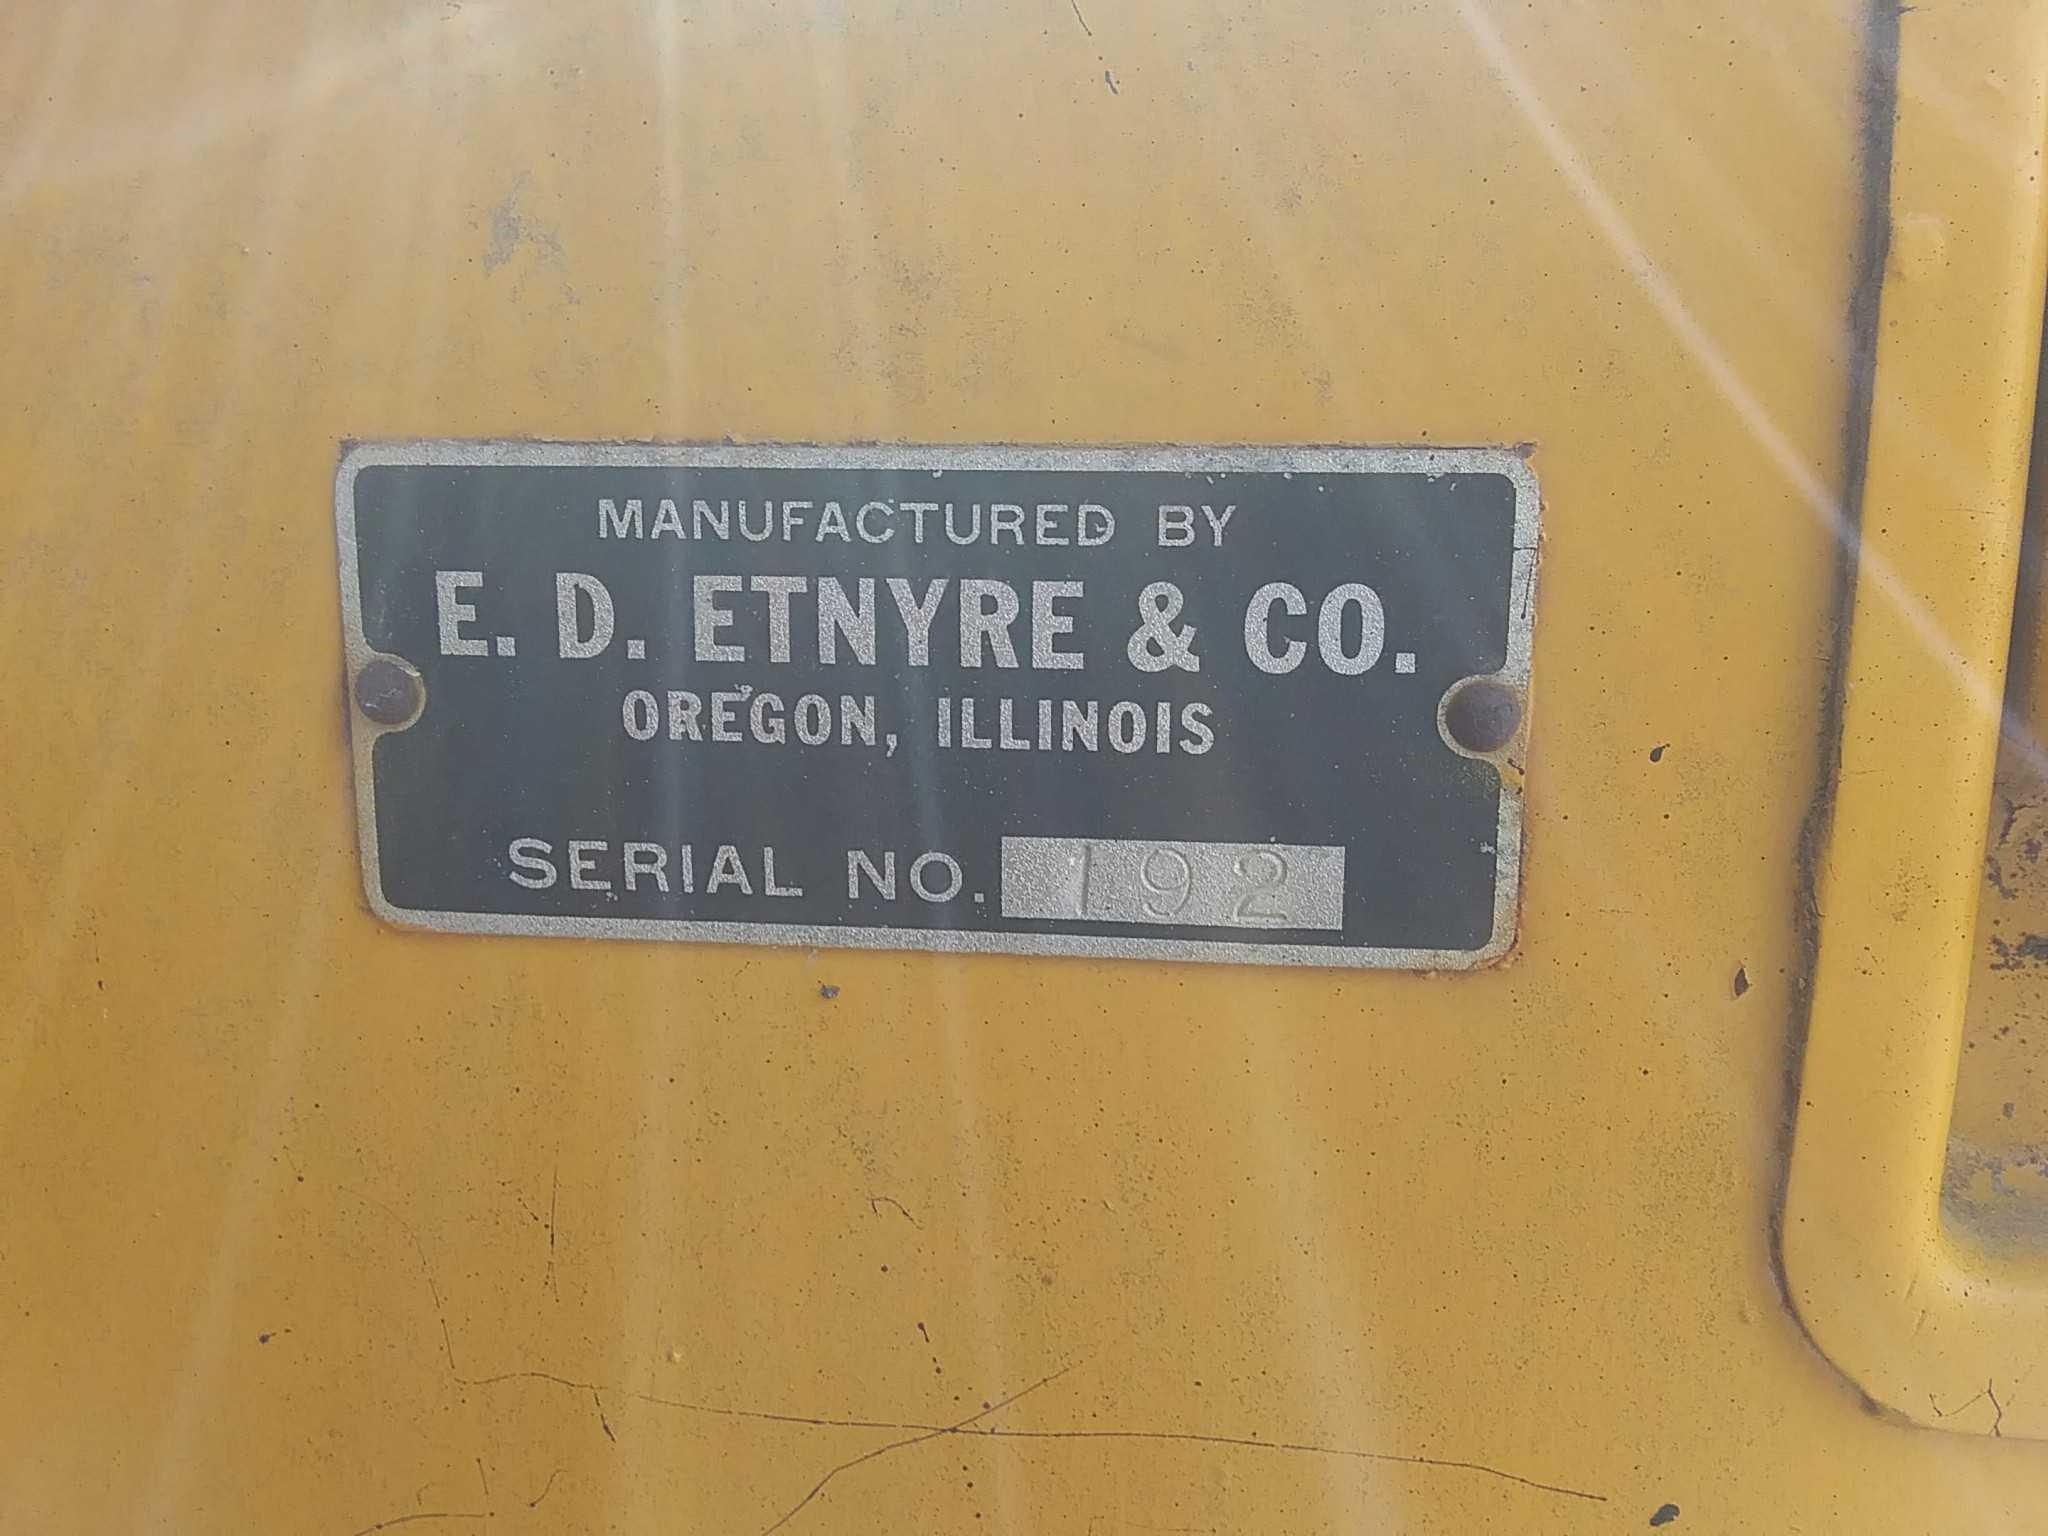 MANUFACTURED BY
E. D. ETNYRE & CO.
OREGON, ILLINOIS
SERIAL NO. 192